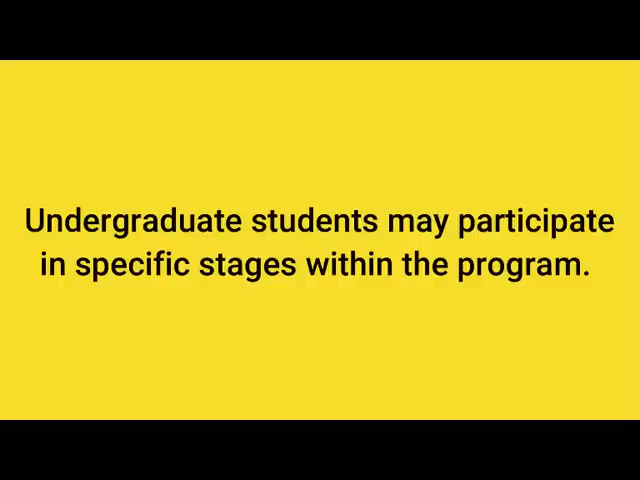 Undergraduate students may participate
in specific stages within the program.